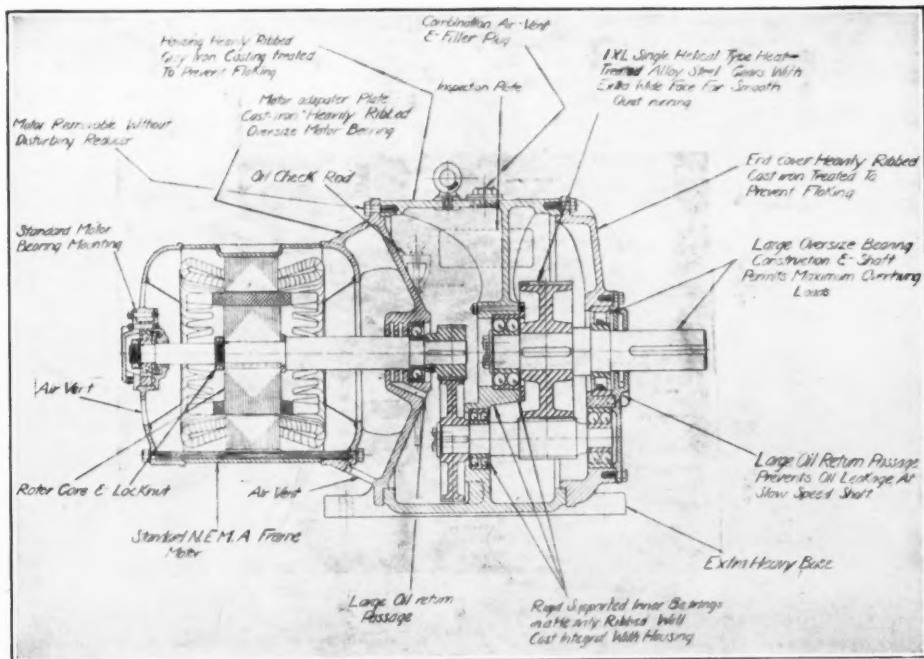 Combination Air-Vent
& Filler Plug
Housing Heavily Ribbed
Gray Iron Casting treated
To Prevent Flaking
IXL Single Helical Type Heat-
Treated Alloy Steel Gears With
Extra Wide Face For Smooth
Quiet running
Inspection Plate
Motor adapater Plate
Cast-iron Heavily Ribbed
Oversize Motor Bearing
Motor Removable Without
Disturbing Reducer
End cover Heavily Ribbed
Cast iron Treated To
Prevent Flaking
Oil Check Rod
Standard Motor
Bearing Mounting
Large Oversize Bearing
Construction & Shaft
Permits Maximum Overhung
Loads
Air Vent
Large Oil Return Passage
Prevents Oil Leakage At
Slow Speed Shaft
Rotor Core & Locknut
Air Vent
Standard N.E.M.A Frame
Motor
Extra Heavy Base
Large Oil return
Passage
Rigid Supported Inner Bearings
in a Heavily Ribbed Wall
Cast Integral With Housing